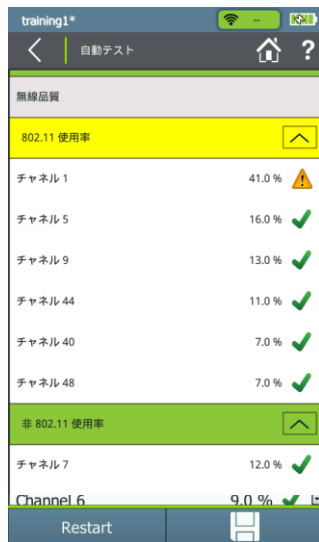 training1*
--
自動テスト
?
無線品質
802.11 使用率
チャネル 1 41.0 %
チャネル 5 16.0 %
チャネル 9 13.0 %
チャネル 44 11.0 %
チャネル 40 7.0 %
チャネル 48 7.0 %
非 802.11 使用率
チャネル 7 12.0 %
Channel 6 9.0 %
Restart